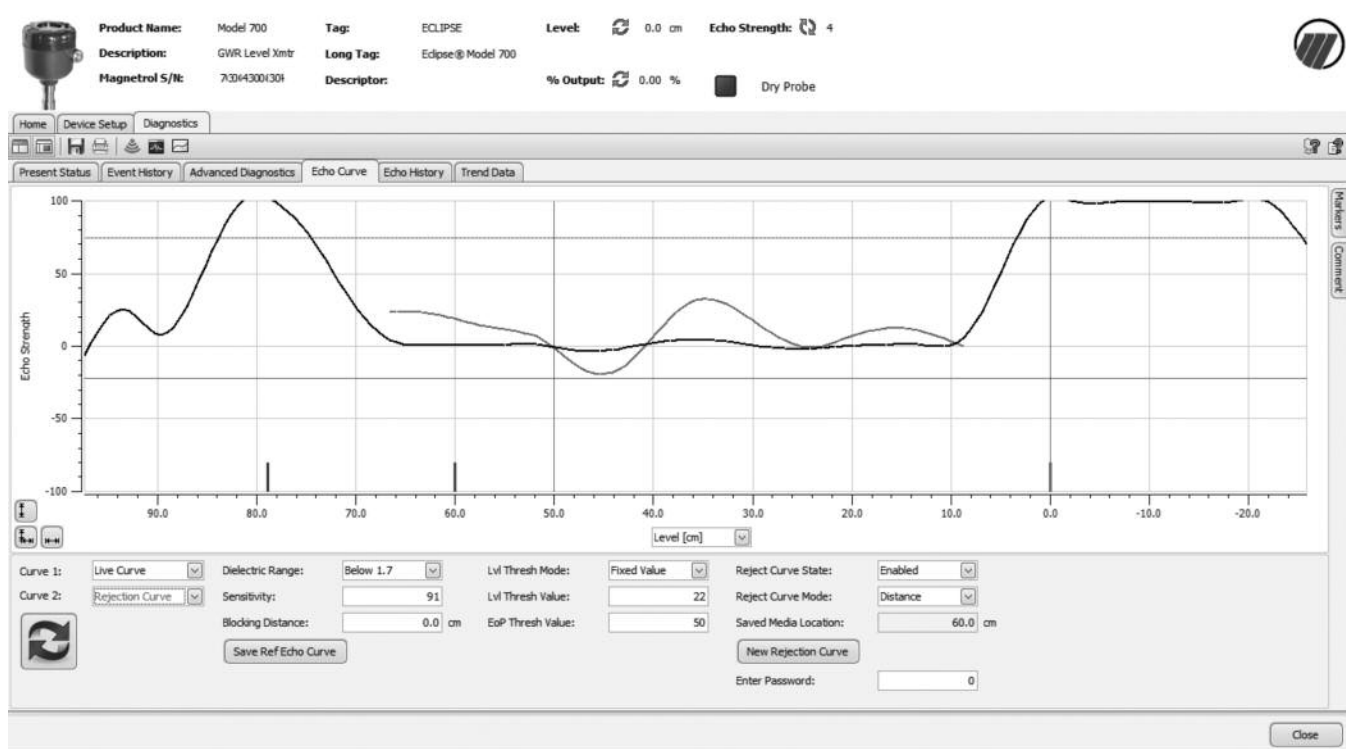 Product Name: Model 700 Tag: ECLIPSE Level: 0.0 cm Echo Strength: 4
Description: GWR Level Xmtr Long Tag: Eclipse® Model 700
Magnetrol S/N: Descriptor: % Output: 0.00 % Dry Probe
Home Device Setup Diagnostics
Present Status Event History Advanced Diagnostics Echo Curve Echo History Trend Data
Markers
Comment
Echo Strength
100
50
0
-50
-100
90.0 80.0 70.0 60.0 50.0 40.0 30.0 20.0 10.0 0.0 -10.0 -20.0
Level [cm]
Curve 1: Live Curve Dielectric Range: Below 1.7 Lvl Thresh Mode: Fixed Value Reject Curve State: Enabled
Curve 2: Rejection Curve Sensitivity: 91 Lvl Thresh Value: 22 Reject Curve Mode: Distance
Blocking Distance: 0.0 cm EoP Thresh Value: 50 Saved Media Location: 60.0 cm
Save Ref Echo Curve New Rejection Curve
Enter Password: 0
Close